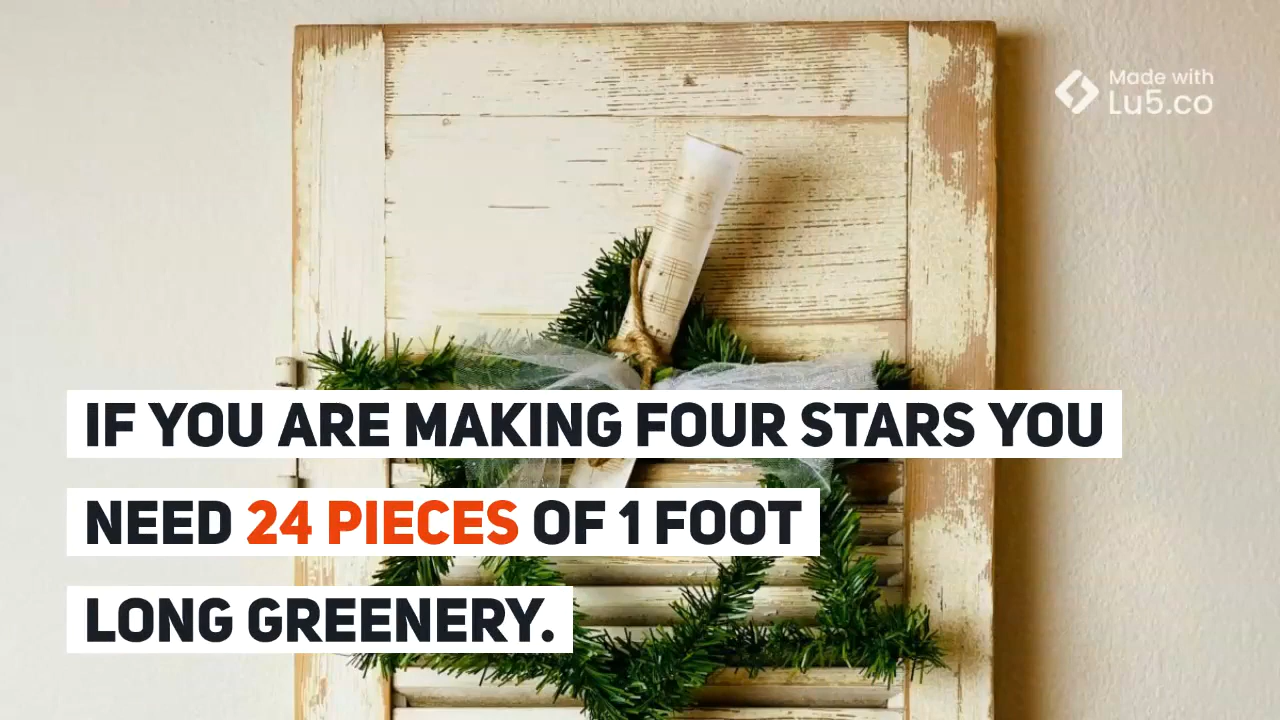 Made with
Lu5.co
IF YOU ARE MAKING FOUR STARS YOU
NEED 24 PIECES OF 1 FOOT
LONG GREENERY.